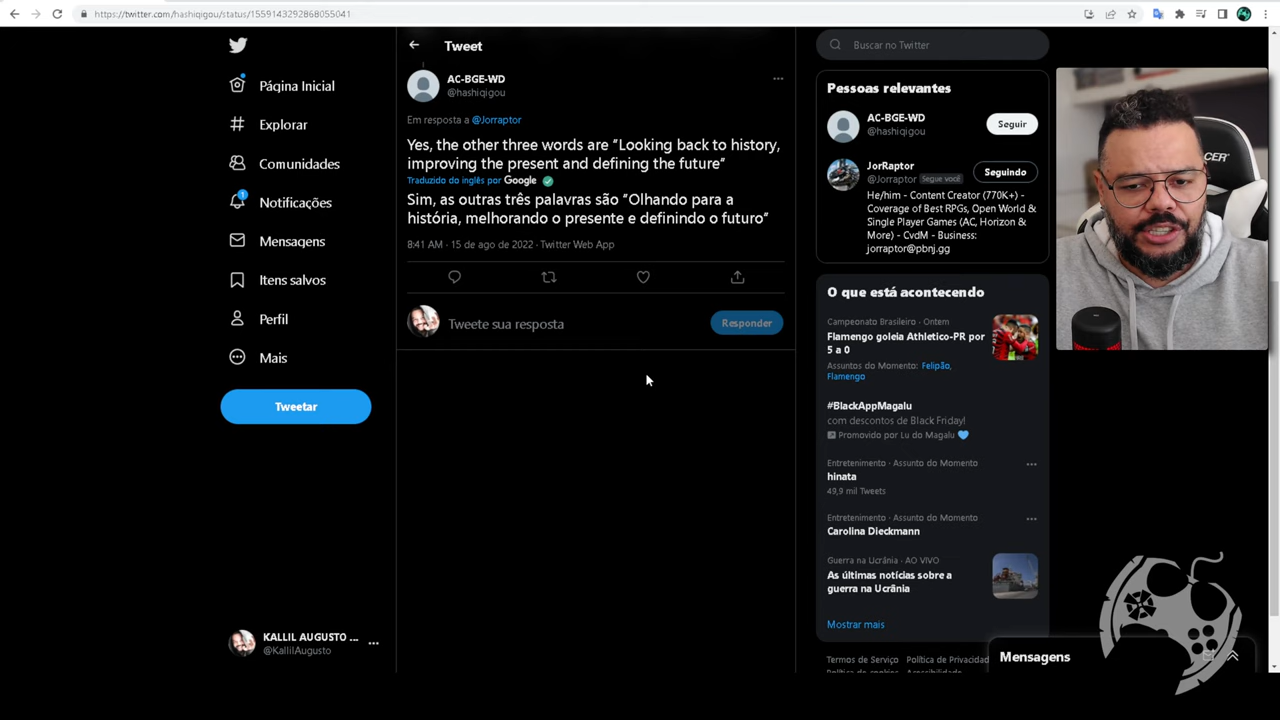 https://twitter.com/hashiqigou/status/1559143292868055041
Página Inicial
Explorar
Comunidades
1
Notificações
Mensagens
Itens salvos
Perfil
Mais
Tweetar
KALLIL AUGUSTO ...
@KallilAugusto
Tweet
AC-BGE-WD
@hashiqigou
Em resposta a @Jorraptor
Yes, the other three words are "Looking back to history,
improving the present and defining the future"
Traduzido do inglês por Google
Sim, as outras três palavras são "Olhando para a
história, melhorando o presente e definindo o futuro"
8:41 AM · 15 de ago de 2022 · Twitter Web App
Tweete sua resposta
Responder
Buscar no Twitter
Pessoas relevantes
AC-BGE-WD
@hashiqigou
Seguir
JorRaptor
@Jorraptor Segue você
Seguindo
He/him - Content Creator (770K+) -
Coverage of Best RPGs, Open World &
Single Player Games (AC, Horizon &
More) - CvdM - Business:
jorraptor@pbnj.gg
O que está acontecendo
Campeonato Brasileiro · Ontem
Flamengo goleia Athletico-PR por
5 a 0
Assuntos do Momento: Felipão,
Flamengo
#BlackAppMagalu
com descontos de Black Friday!
Promovido por Lu do Magalu
Entretenimento · Assunto do Momento
hinata
49,9 mil Tweets
Entretenimento · Assunto do Momento
Carolina Dieckmann
Guerra na Ucrânia · AO VIVO
As últimas notícias sobre a
guerra na Ucrânia
Mostrar mais
Termos de Serviço Política de Privacidad
Mensagens